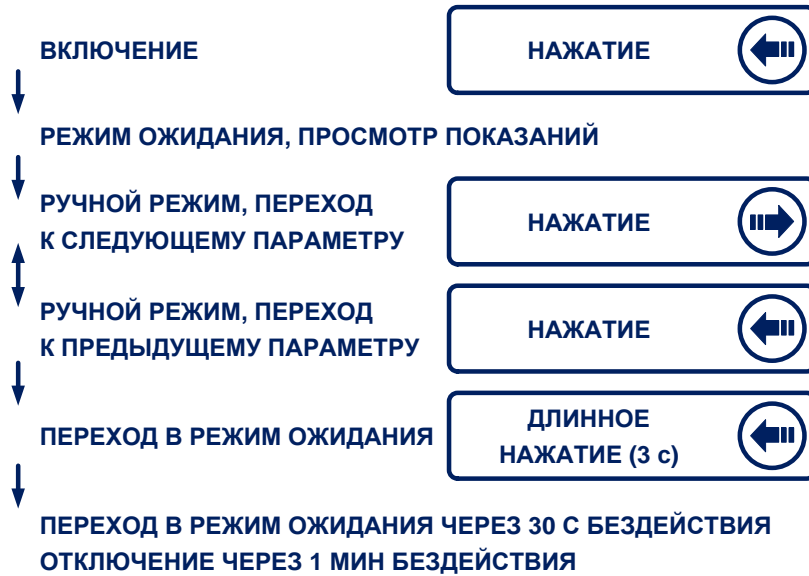 ВКЛЮЧЕНИЕ
НАЖАТИЕ
РЕЖИМ ОЖИДАНИЯ, ПРОСМОТР ПОКАЗАНИЙ
РУЧНОЙ РЕЖИМ, ПЕРЕХОД
К СЛЕДУЮЩЕМУ ПАРАМЕТРУ
НАЖАТИЕ
РУЧНОЙ РЕЖИМ, ПЕРЕХОД
К ПРЕДЫДУЩЕМУ ПАРАМЕТРУ
НАЖАТИЕ
ПЕРЕХОД В РЕЖИМ ОЖИДАНИЯ
ДЛИННОЕ
НАЖАТИЕ (3 с)
ПЕРЕХОД В РЕЖИМ ОЖИДАНИЯ ЧЕРЕЗ 30 С БЕЗДЕЙСТВИЯ
ОТКЛЮЧЕНИЕ ЧЕРЕЗ 1 МИН БЕЗДЕЙСТВИЯ